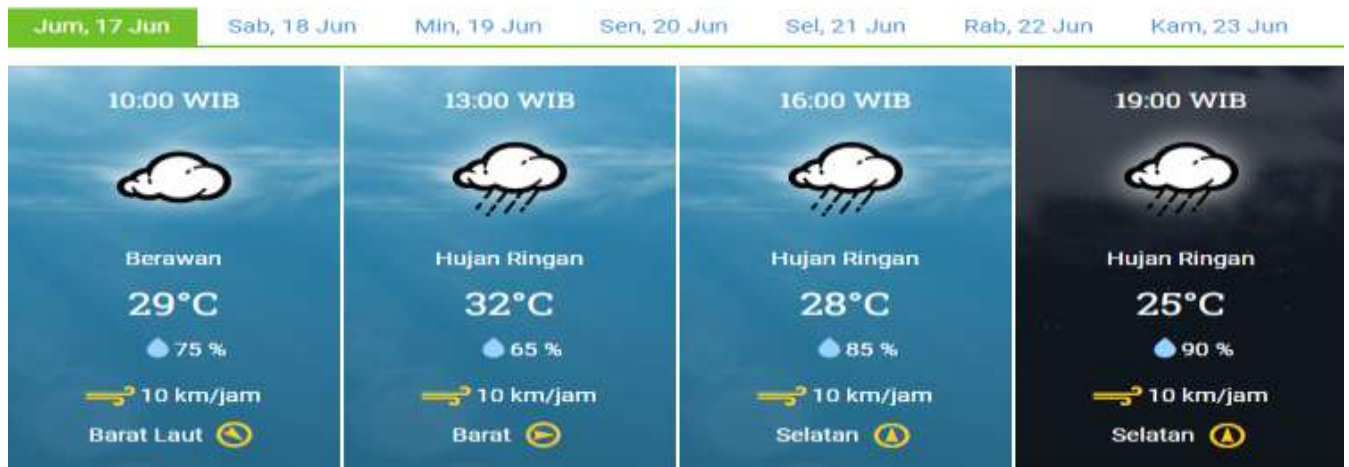 Jum, 17 Jun Sab, 18 Jun Min, 19 Jun Sen, 20 Jun Sel, 21 Jun Rab, 22 Jun Kam, 23 Jun
10:00 WIB
Berawan
29°C
75 %
10 km/jam
Barat Laut
13:00 WIB
Hujan Ringan
32°C
65 %
10 km/jam
Barat
16:00 WIB
Hujan Ringan
28°C
85 %
10 km/jam
Selatan
19:00 WIB
Hujan Ringan
25°C
90 %
10 km/jam
Selatan